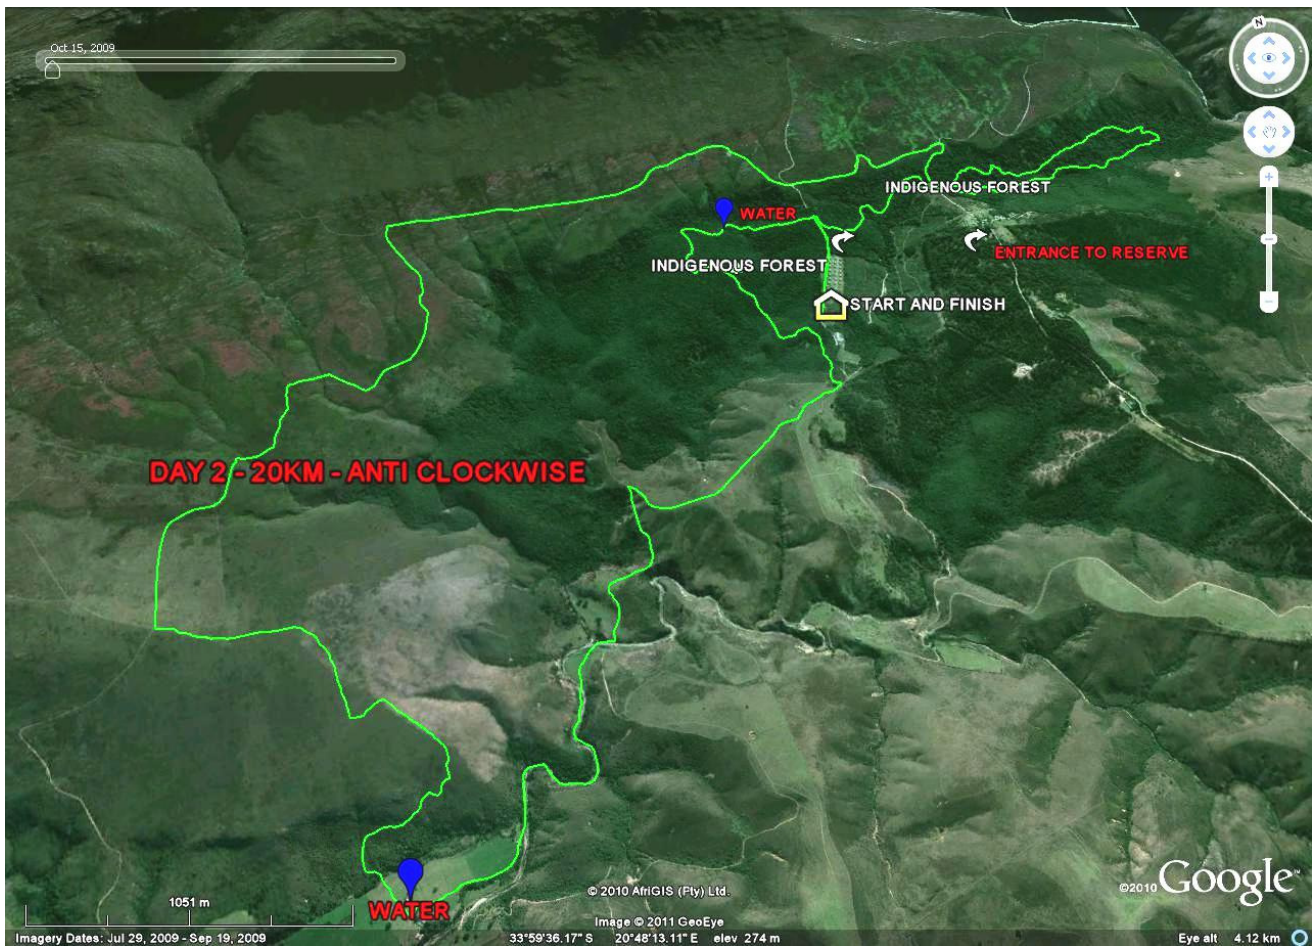 Oct 15, 2009
N
INDIGENOUS FOREST
WATER
ENTRANCE TO RESERVE
INDIGENOUS FOREST
START AND FINISH
DAY 2 - 20KM - ANTI CLOCKWISE
WATER
1051 m
© 2010 AfriGIS (Pty) Ltd.
Image © 2011 GeoEye
©2010 Google™
Imagery Dates: Jul 29, 2009 - Sep 19, 2009
33°59'36.17" S 20°48'13.11" E elev 274 m
Eye alt 4.12 km